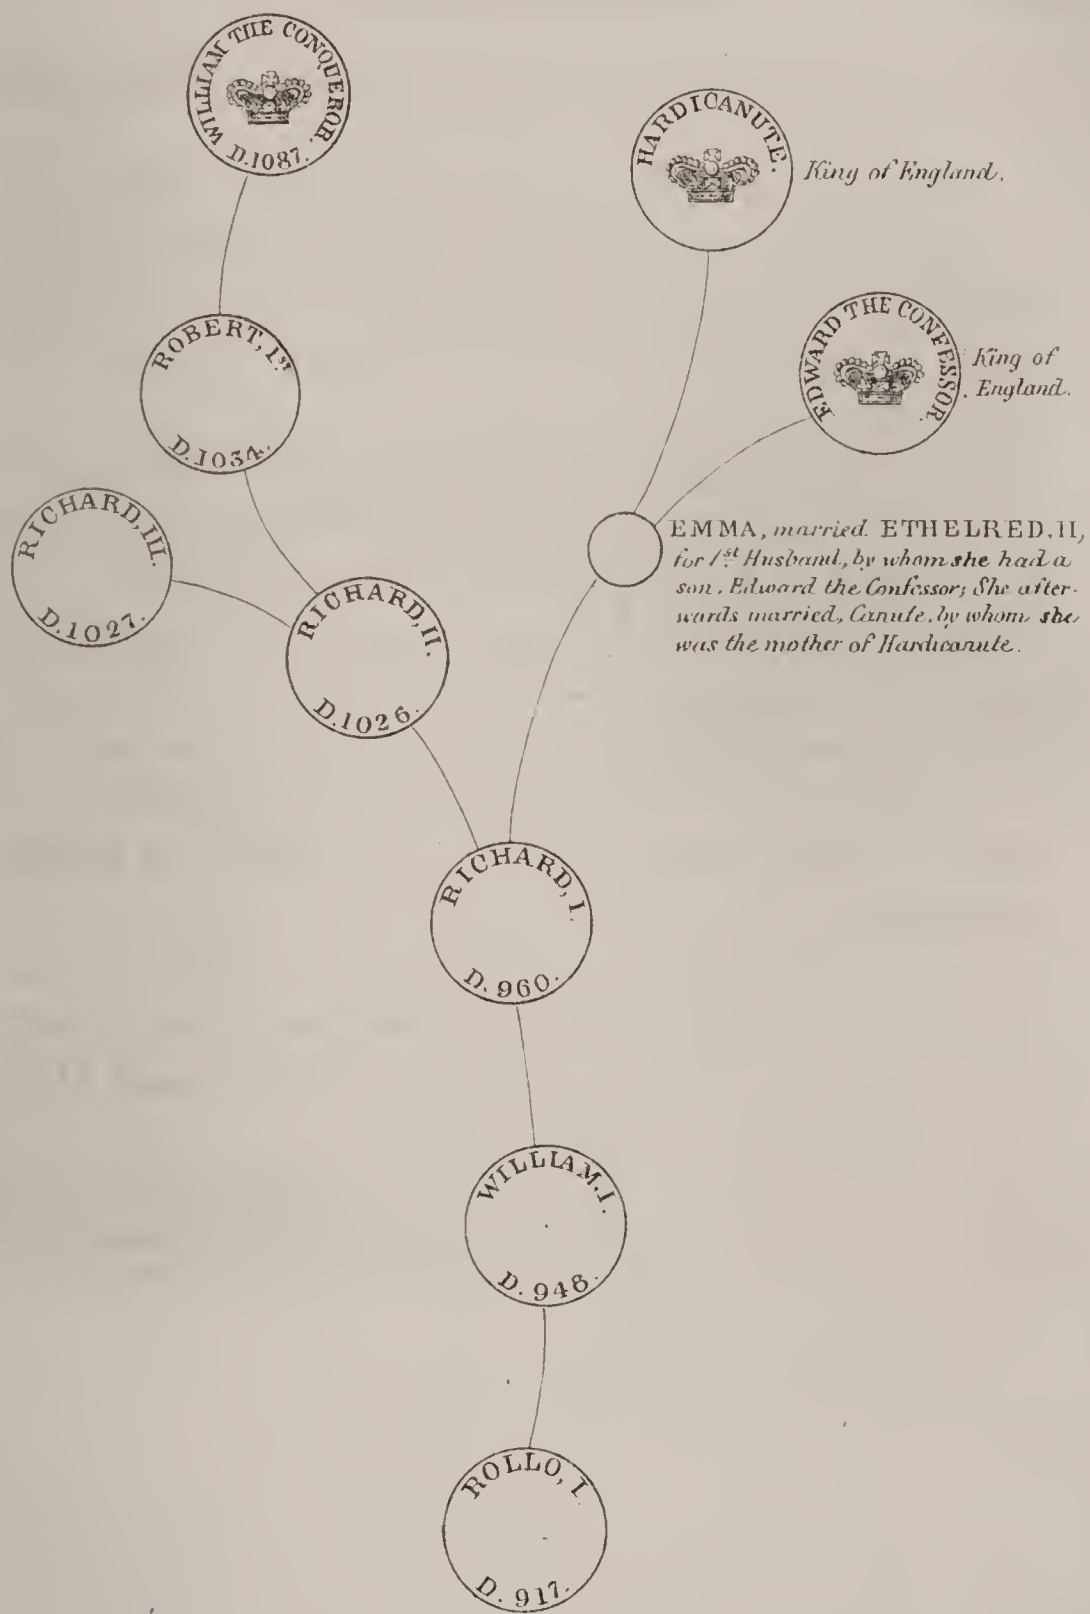 WILLIAM THE CONQUEROR.
D.1087.
HARDICANUTE.
King of England.
ROBERT, 1st
D.1034.
EDWARD THE CONFESSOR.
King of
England.
RICHARD, III.
D.1027.
RICHARD, II.
D.1026.
EMMA, married ETHELRED, II,
for 1st Husband, by whom she had a
son, Edward the Confessor; She after-
wards married, Canute, by whom she
was the mother of Hardicanute.
RICHARD, I.
D. 960.
WILLIAM. I.
D. 948.
ROLLO, I.
D. 917.